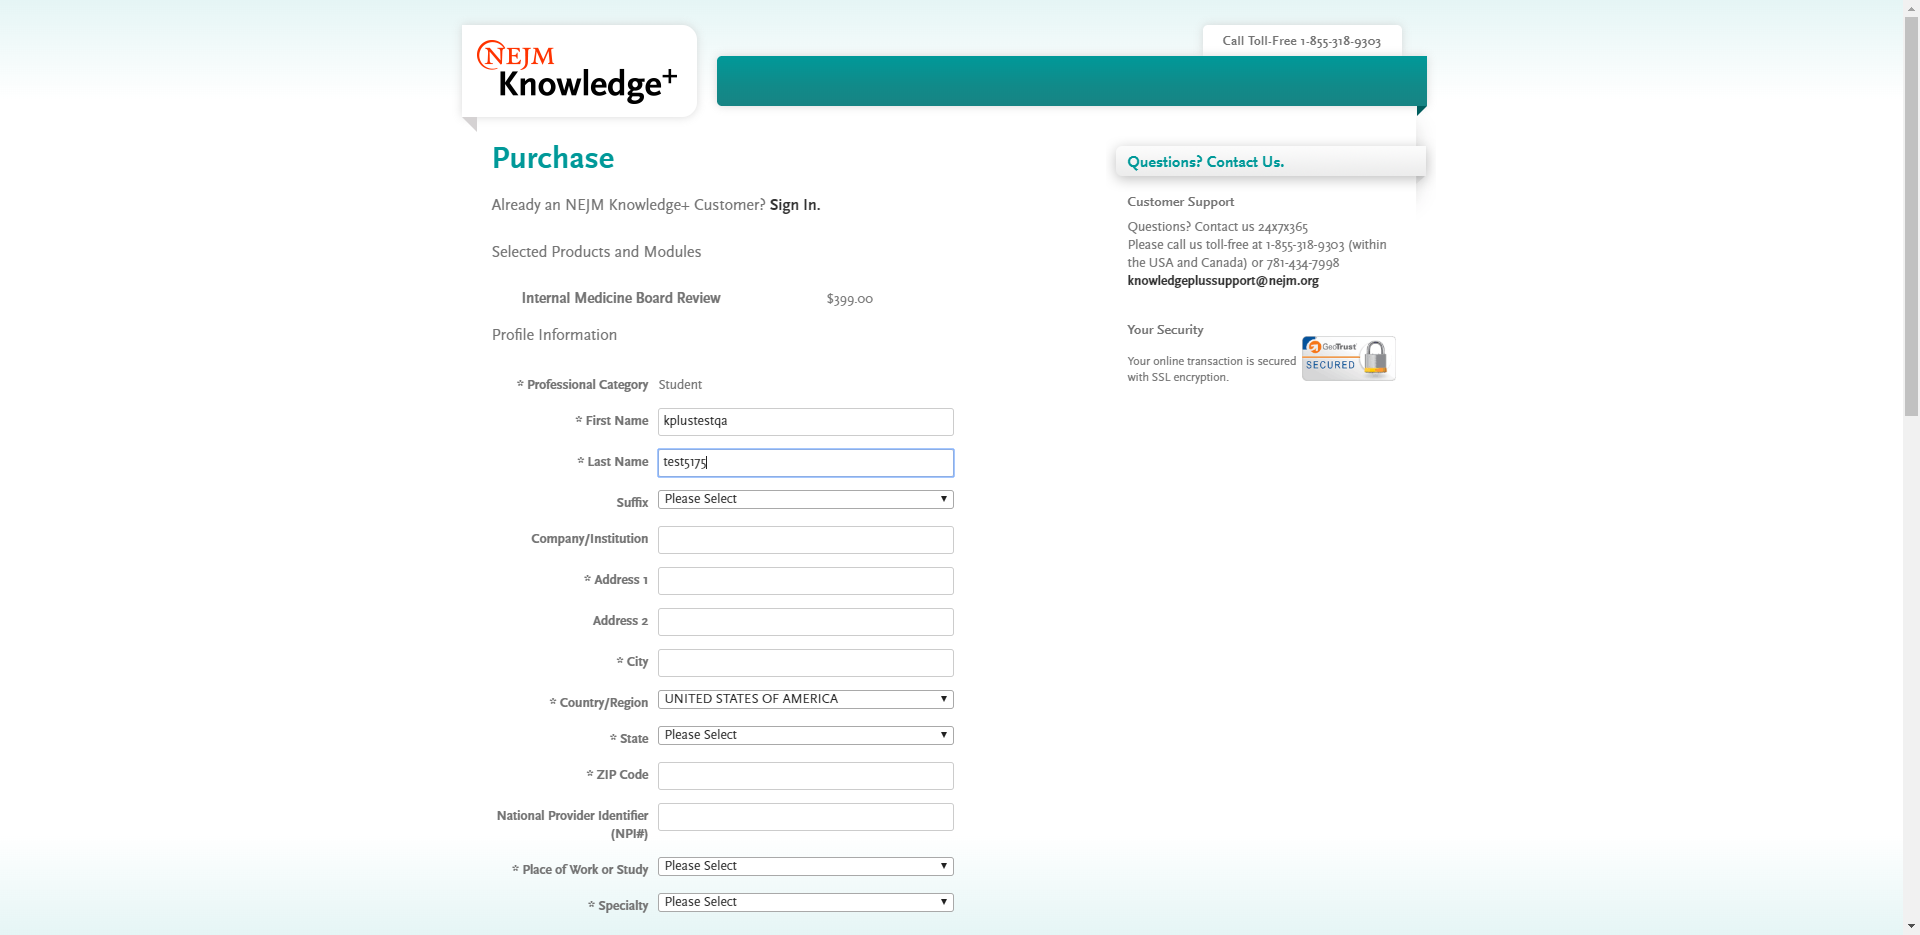 Call Toll-Free 1-855-318-9303
NEJM
Knowledge+
Purchase
Already an NEJM Knowledge+ Customer? Sign In.
Selected Products and Modules
Internal Medicine Board Review $399.00
Profile Information
* Professional Category Student
* First Name kplustestqa
* Last Name test5175
Suffix Please Select
Company/Institution
* Address 1
Address 2
* City
* Country/Region UNITED STATES OF AMERICA
* State Please Select
* ZIP Code
National Provider Identifier
(NPI#)
* Place of Work or Study Please Select
* Specialty Please Select
Questions? Contact Us.
Customer Support
Questions? Contact us 24x7x365
Please call us toll-free at 1-855-318-9303 (within
the USA and Canada) or 781-434-7998
knowledgeplussupport@nejm.org
Your Security
Your online transaction is secured
with SSL encryption.
GeoTrust
SECURED